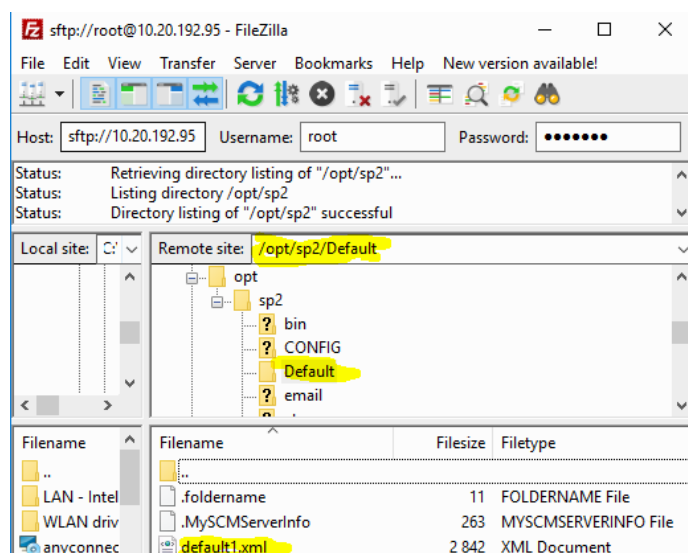 sftp://root@10.20.192.95 - FileZilla
File Edit View Transfer Server Bookmarks Help New version available!
Host: sftp://10.20.192.95 Username: root Password: ●●●●●●●
Status: Retrieving directory listing of "/opt/sp2"...
Status: Listing directory /opt/sp2
Status: Directory listing of "/opt/sp2" successful
Local site: Remote site: /opt/sp2/Default
opt
sp2
? bin
? CONFIG
Default
? email
Filename Filename Filesize Filetype
.. ..
LAN - Intel .foldername 11 FOLDERNAME File
WLAN driv .MySCMServerInfo 263 MYSCMSERVERINFO File
anyconnec default1.xml 2 842 XML Document